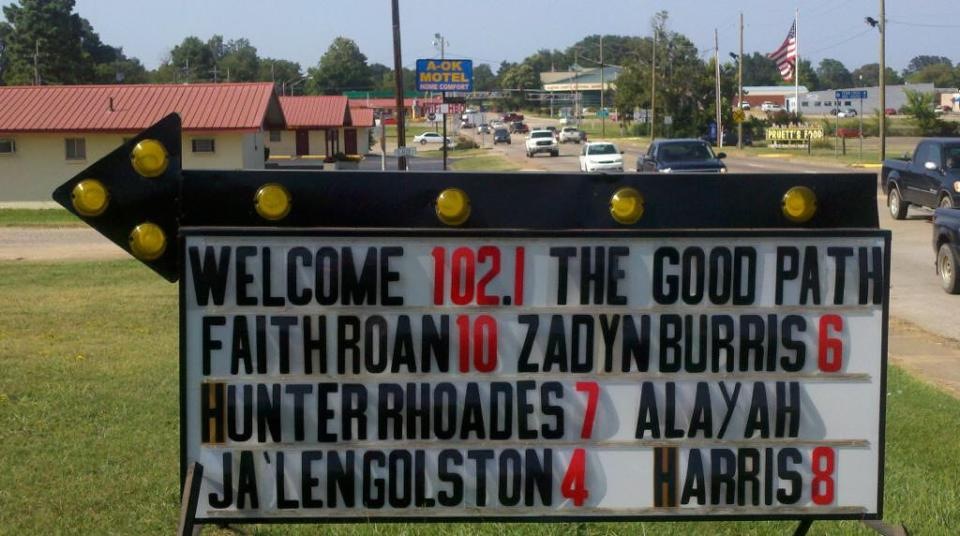 A-OK
MOTEL
HOME COMFORT
PRUETT'S FOOD
WELCOME 102.1 THE GOOD PATH
FAITH ROAN 10 ZADYN BURRIS 6
HUNTER RHOADES 7 ALAYAH
JA'LEN GOLSTON 4 HARRIS 8